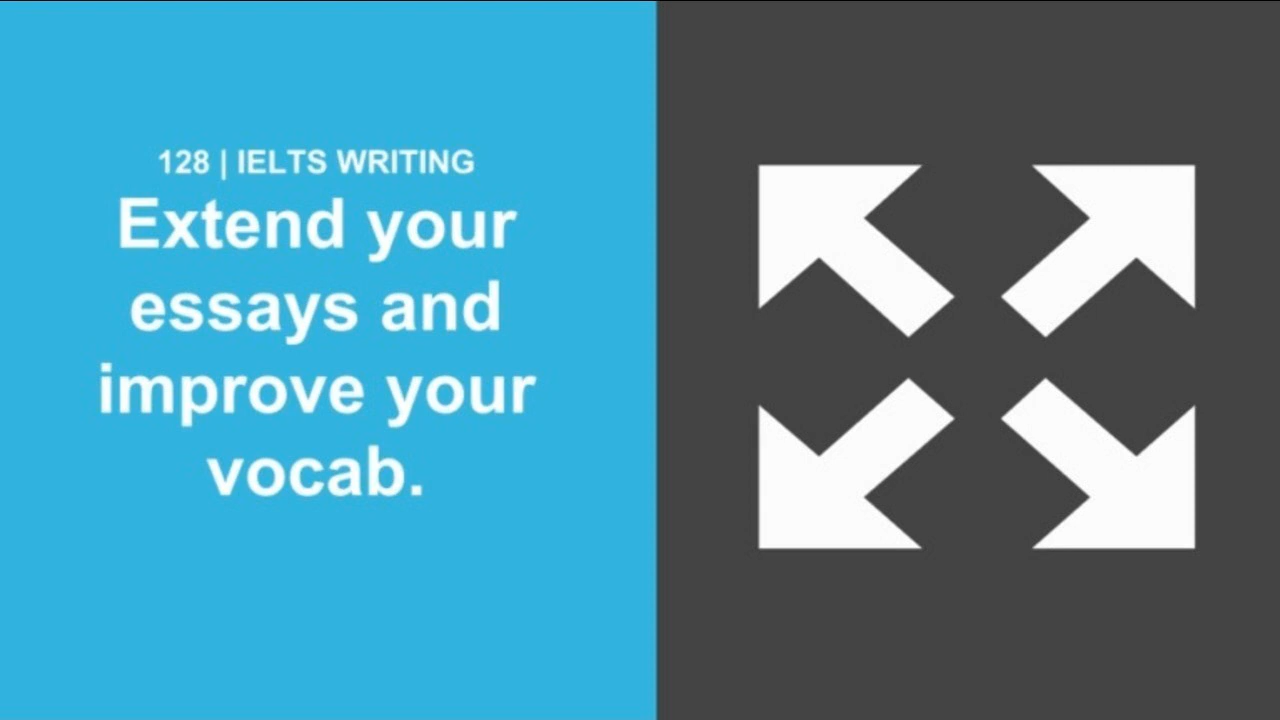 128 | IELTS WRITING
Extend your
essays and
improve your
vocab.